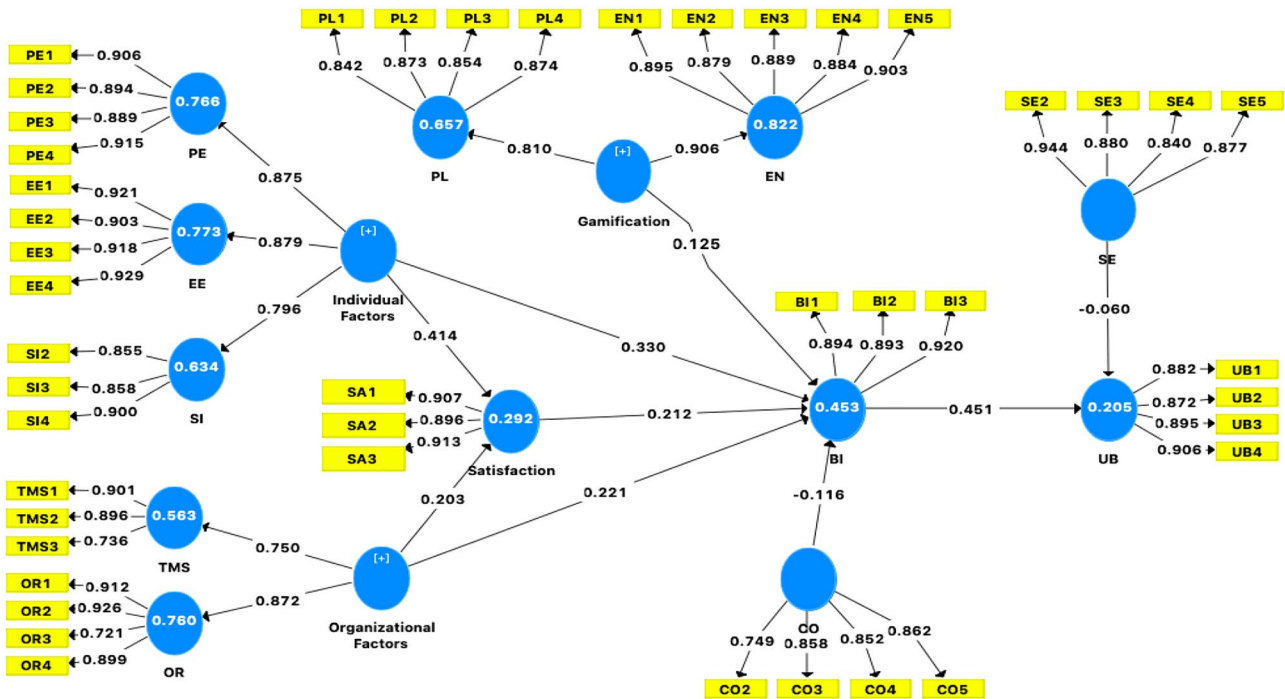 PL1
PL2
PL3
PL4
EN1
EN2
EN3
EN4
EN5
0.842
0.873
0.854
0.874
0.895
0.879
0.889
0.884
0.903
0.657
PL
0.822
EN
0.810
0.906
[+]
Gamification
0.125
PE1
PE2
PE3
PE4
0.906
0.894
0.889
0.915
0.766
PE
0.875
EE1
EE2
EE3
EE4
0.921
0.903
0.918
0.929
0.773
EE
0.879
[+]
Individual
Factors
0.796
0.414
0.330
SI2
SI3
SI4
0.855
0.858
0.900
0.634
SI
SA1
SA2
SA3
0.907
0.896
0.913
0.292
Satisfaction
0.212
0.203
0.221
TMS1
TMS2
TMS3
0.901
0.896
0.736
0.563
TMS
0.750
OR1
OR2
OR3
OR4
0.912
0.926
0.721
0.899
0.760
OR
0.872
[+]
Organizational
Factors
BI1
BI2
BI3
0.894
0.893
0.920
0.453
BI
0.451
-0.116
CO
0.749
0.858
0.852
0.862
CO2
CO3
CO4
CO5
SE2
SE3
SE4
SE5
0.944
0.880
0.840
0.877
SE
-0.060
0.205
UB
0.882
0.872
0.895
0.906
UB1
UB2
UB3
UB4